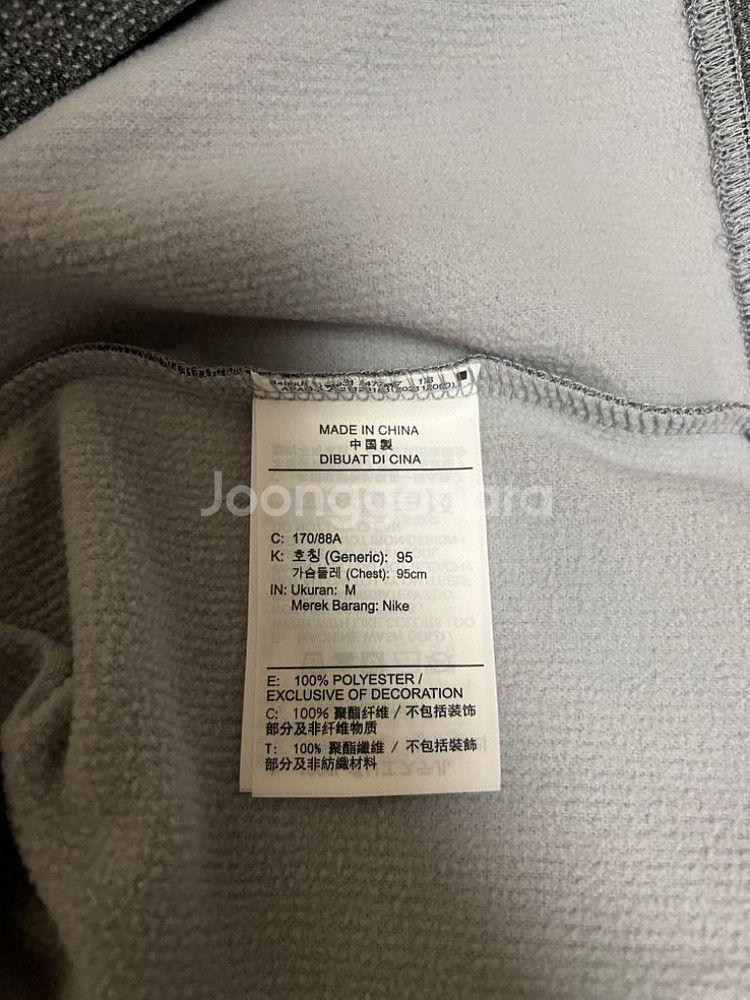 MADE IN CHINA
中国製
DIBUAT DI CINA
Joonggonara
C: 170/88A
K: 호칭 (Generic): 95
가슴둘레 (Chest): 95cm
IN: Ukuran: M
Merek Barang: Nike
E: 100% POLYESTER /
EXCLUSIVE OF DECORATION
C: 100% 聚酯纤维 / 不包括装饰
部分及非纤维物质
T: 100% 聚酯纖維 / 不包括裝飾
部分及非紡織材料